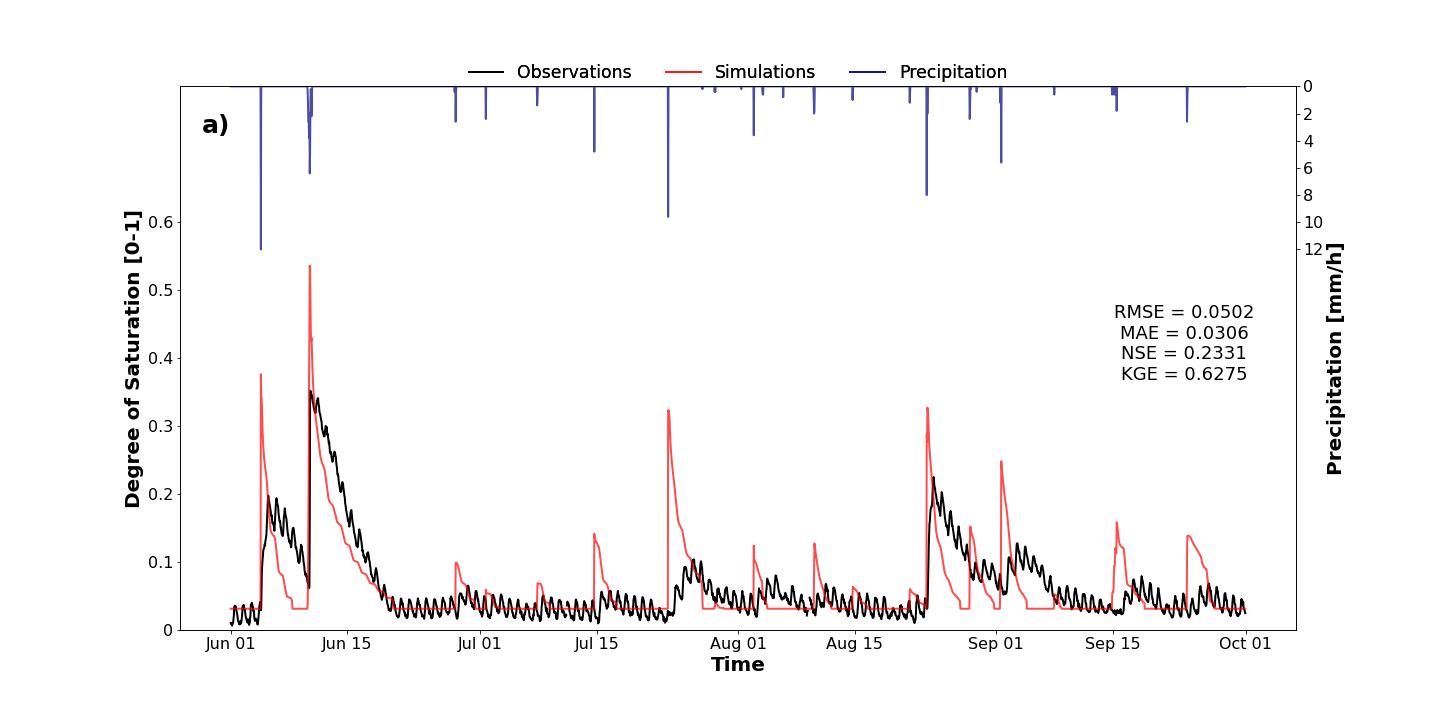 Observations Simulations Precipitation
a)
Degree of Saturation [0-1]
0.6
0.5
0.4
0.3
0.2
0.1
0
0
2
4
6
8
10
12
Precipitation [mm/h]
RMSE = 0.0502
MAE = 0.0306
NSE = 0.2331
KGE = 0.6275
Jun 01 Jun 15 Jul 01 Jul 15 Aug 01 Aug 15 Sep 01 Sep 15 Oct 01
Time